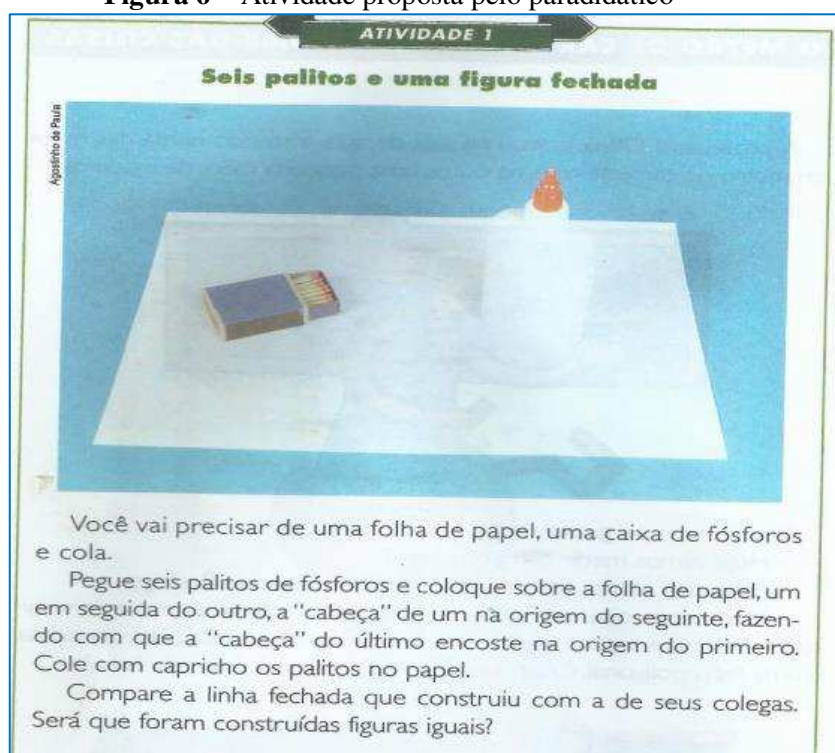 Figura 6 – Atividade proposta pelo paradidático
ATIVIDADE 1
Seis palitos e uma figura fechada
Agostinho de Paula
Você vai precisar de uma folha de papel, uma caixa de fósforos
e cola.
Pegue seis palitos de fósforos e coloque sobre a folha de papel, um
em seguida do outro, a "cabeça" de um na origem do seguinte, fazen-
do com que a "cabeça" do último encoste na origem do primeiro.
Cole com capricho os palitos no papel.
Compare a linha fechada que construiu com a de seus colegas.
Será que foram construídas figuras iguais?